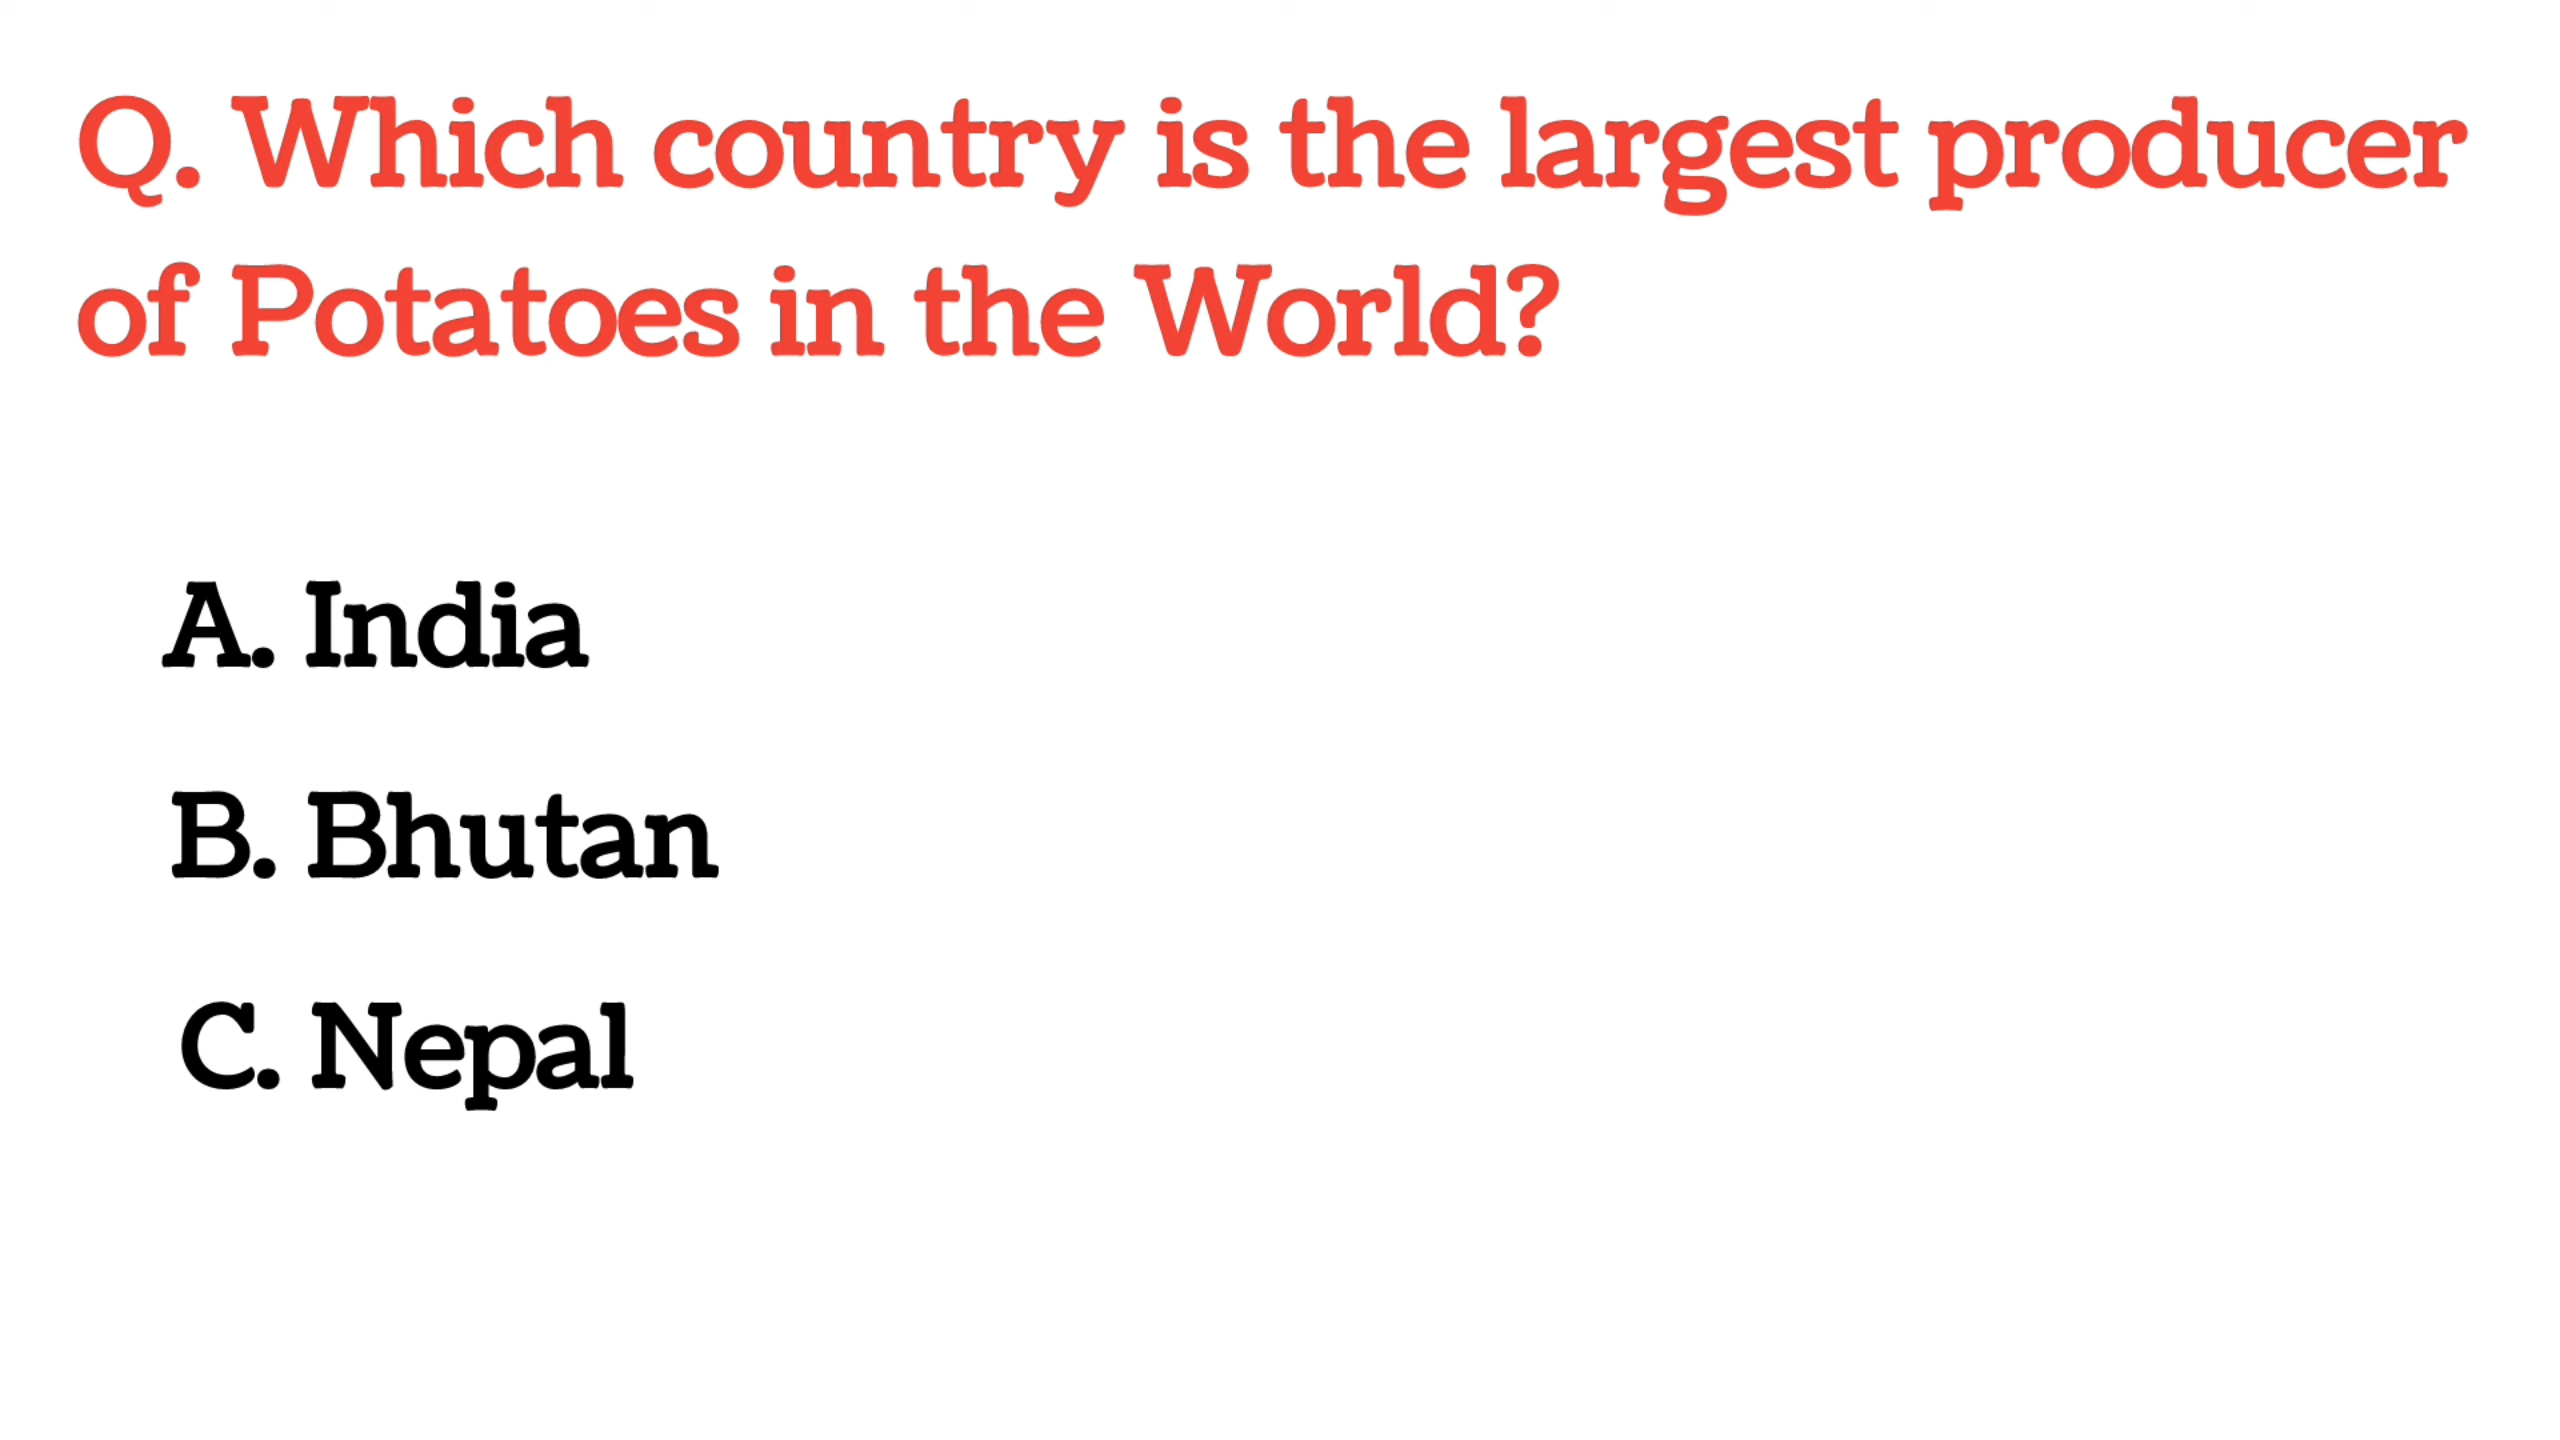 Q. Which country is the largest producer
of Potatoes in the World?
A. India
B. Bhutan
C. Nepal